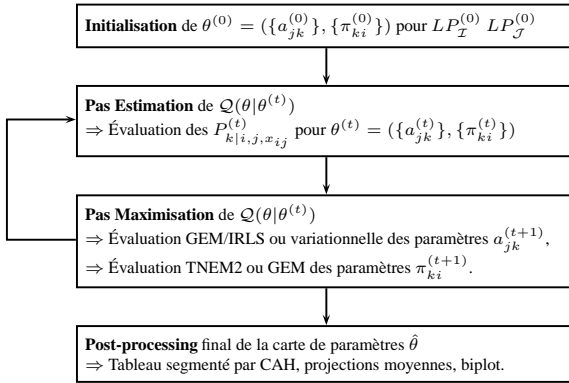 Initialisation de θ^(0) = ({a_jk^(0)}, {π_ki^(0)}) pour LP_I^(0) LP_J^(0)
Pas Estimation de Q(θ|θ^(t))
⇒ Évaluation des P_{k|i,j,x_ij}^(t) pour θ^(t) = ({a_jk^(t)}, {π_ki^(t)})
Pas Maximisation de Q(θ|θ^(t))
⇒ Évaluation GEM/IRLS ou variationnelle des paramètres a_jk^(t+1),
⇒ Évaluation TNEM2 ou GEM des paramètres π_ki^(t+1).
Post-processing final de la carte de paramètres θ̂
⇒ Tableau segmenté par CAH, projections moyennes, biplot.